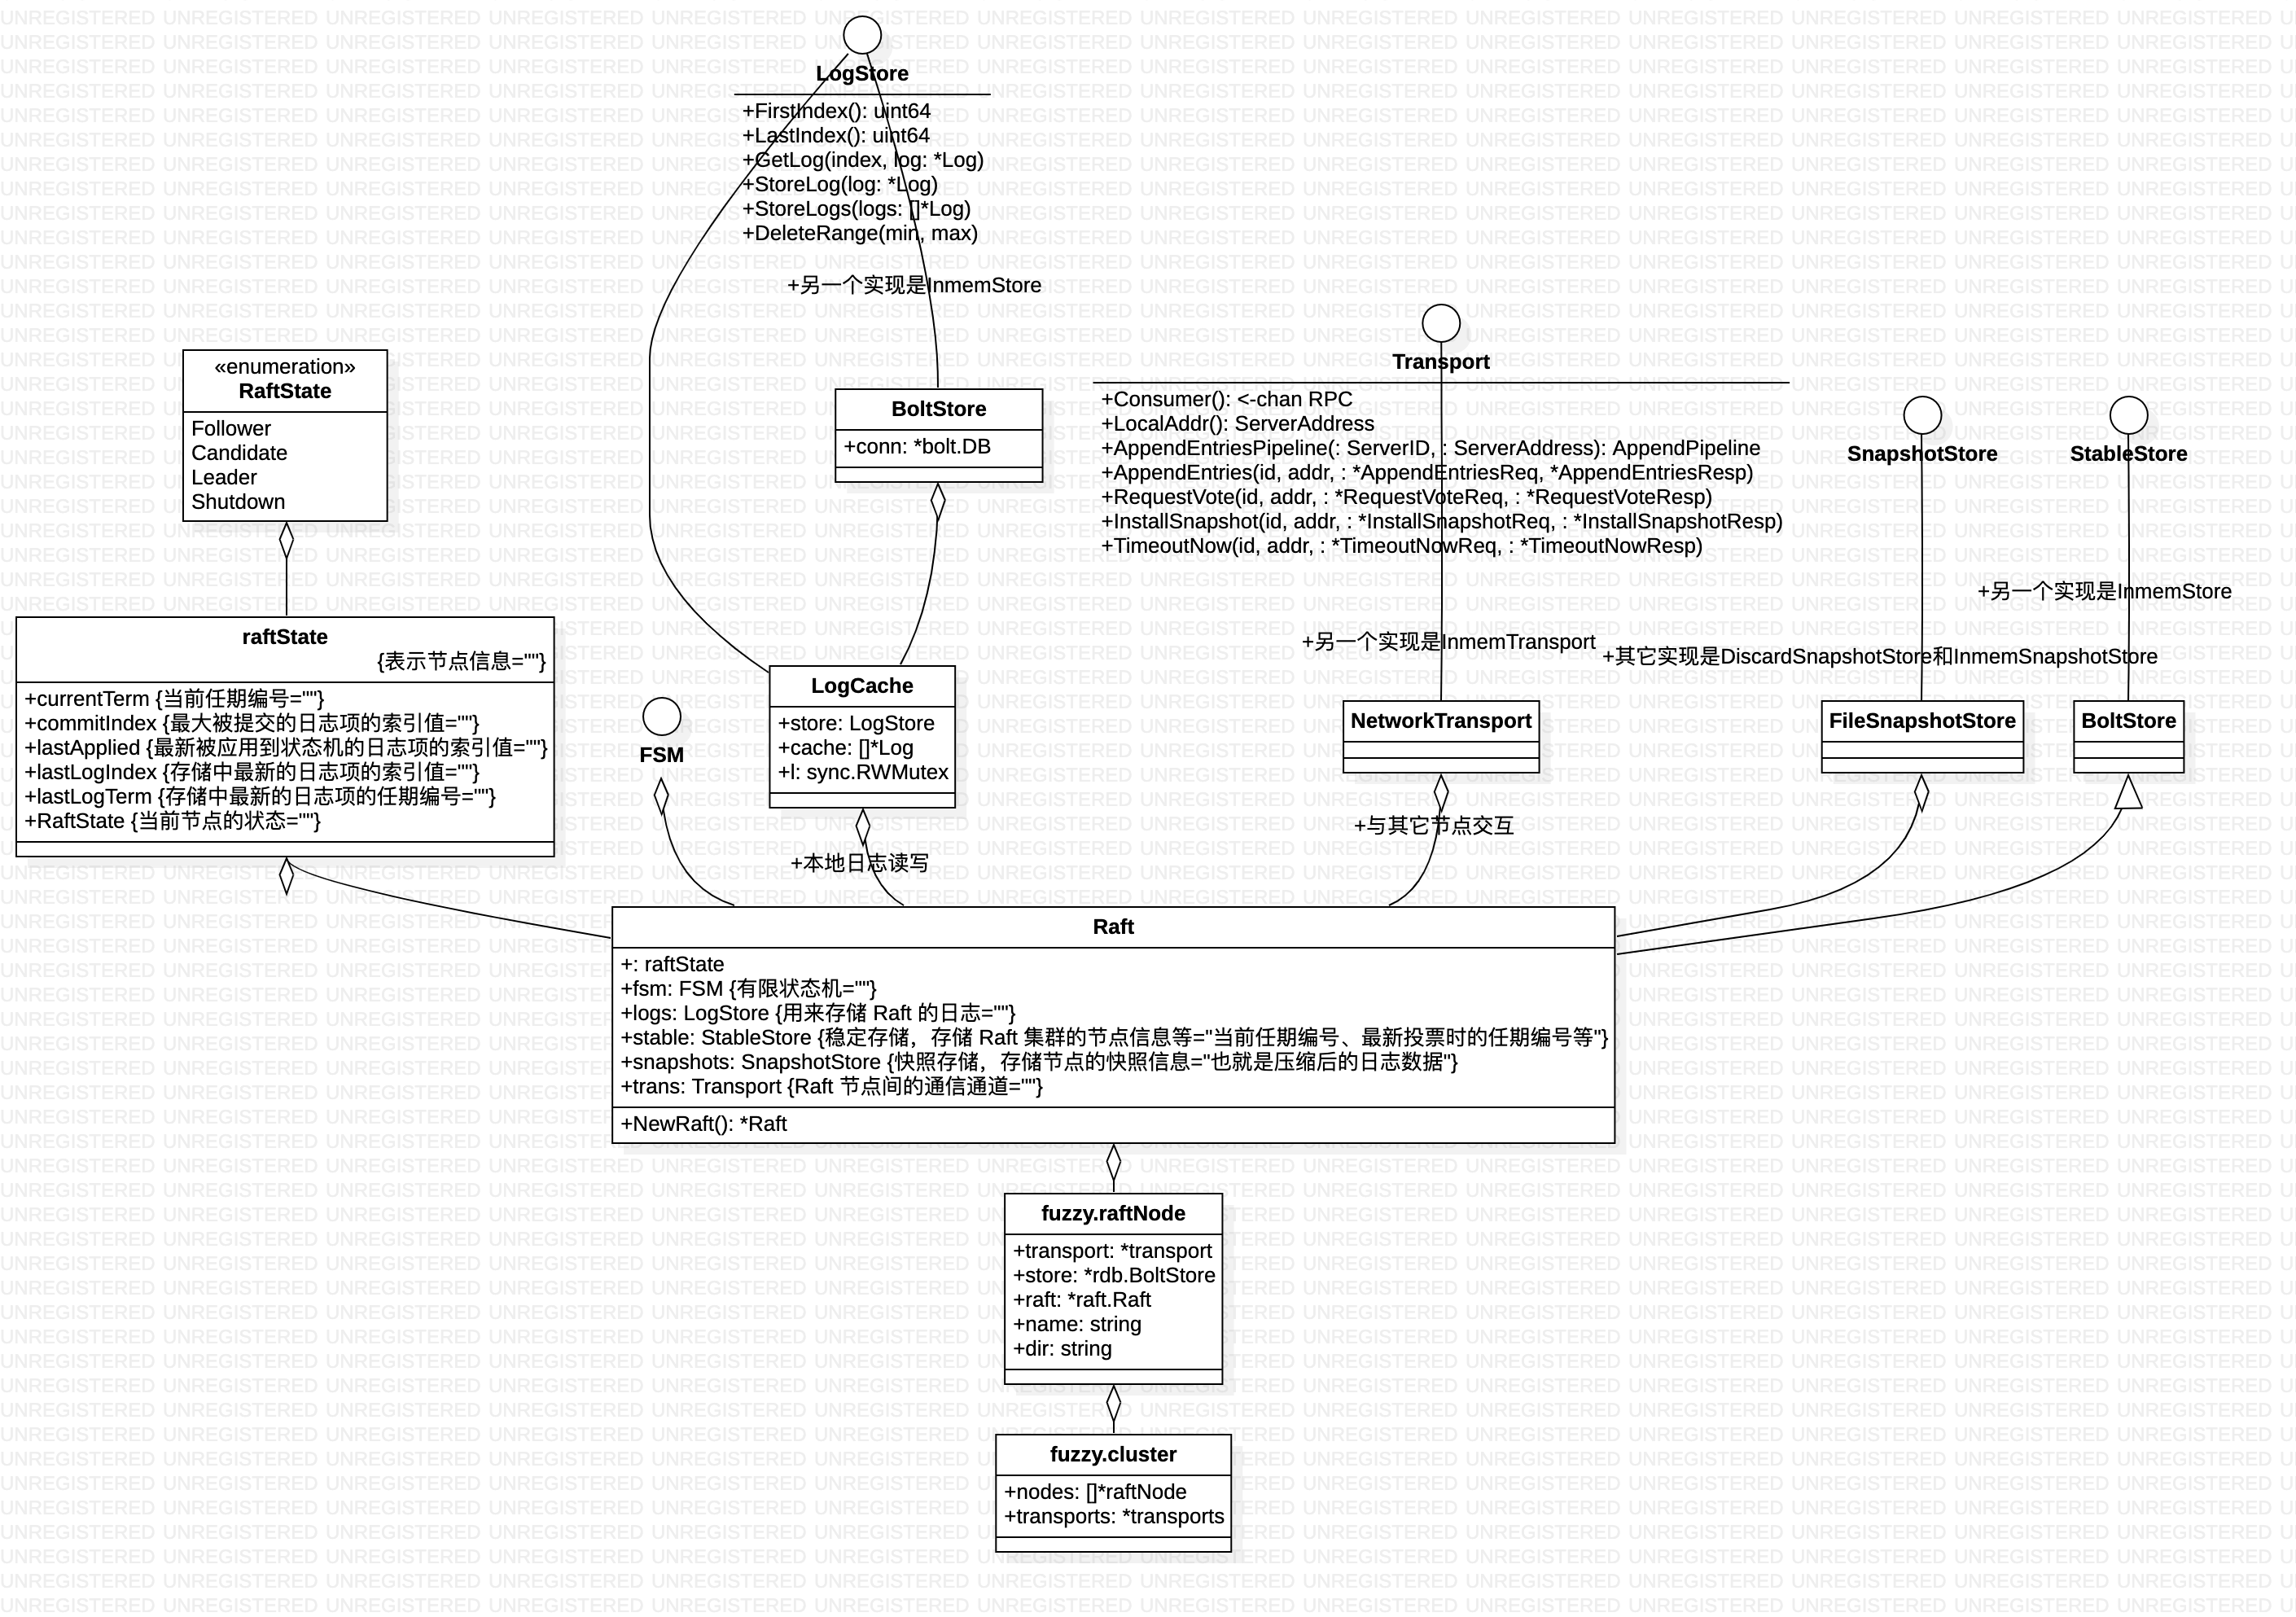 LogStore
+FirstIndex(): uint64
+LastIndex(): uint64
+GetLog(index, log: *Log)
+StoreLog(log: *Log)
+StoreLogs(logs: []*Log)
+DeleteRange(min, max)
+另一个实现是InmemStore
«enumeration»
RaftState
Follower
Candidate
Leader
Shutdown
BoltStore
+conn: *bolt.DB
Transport
+Consumer(): <-chan RPC
+LocalAddr(): ServerAddress
+AppendEntriesPipeline(: ServerID, : ServerAddress): AppendPipeline
+AppendEntries(id, addr, : *AppendEntriesReq, *AppendEntriesResp)
+RequestVote(id, addr, : *RequestVoteReq, : *RequestVoteResp)
+InstallSnapshot(id, addr, : *InstallSnapshotReq, : *InstallSnapshotResp)
+TimeoutNow(id, addr, : *TimeoutNowReq, : *TimeoutNowResp)
SnapshotStore
StableStore
+另一个实现是InmemStore
+另一个实现是InmemTransport
+其它实现是DiscardSnapshotStore和InmemSnapshotStore
raftState
{表示节点信息=""}
+currentTerm {当前任期编号=""}
+commitIndex {最大被提交的日志项的索引值=""}
+lastApplied {最新被应用到状态机的日志项的索引值=""}
+lastLogIndex {存储中最新的日志项的索引值=""}
+lastLogTerm {存储中最新的日志项的任期编号=""}
+RaftState {当前节点的状态=""}
FSM
LogCache
+store: LogStore
+cache: []*Log
+l: sync.RWMutex
+本地日志读写
NetworkTransport
+与其它节点交互
FileSnapshotStore
BoltStore
Raft
+: raftState
+fsm: FSM {有限状态机=""}
+logs: LogStore {用来存储 Raft 的日志=""}
+stable: StableStore {稳定存储，存储 Raft 集群的节点信息等="当前任期编号、最新投票时的任期编号等"}
+snapshots: SnapshotStore {快照存储，存储节点的快照信息="也就是压缩后的日志数据"}
+trans: Transport {Raft 节点间的通信通道=""}
+NewRaft(): *Raft
fuzzy.raftNode
+transport: *transport
+store: *rdb.BoltStore
+raft: *raft.Raft
+name: string
+dir: string
fuzzy.cluster
+nodes: []*raftNode
+transports: *transports
UNREGISTERED